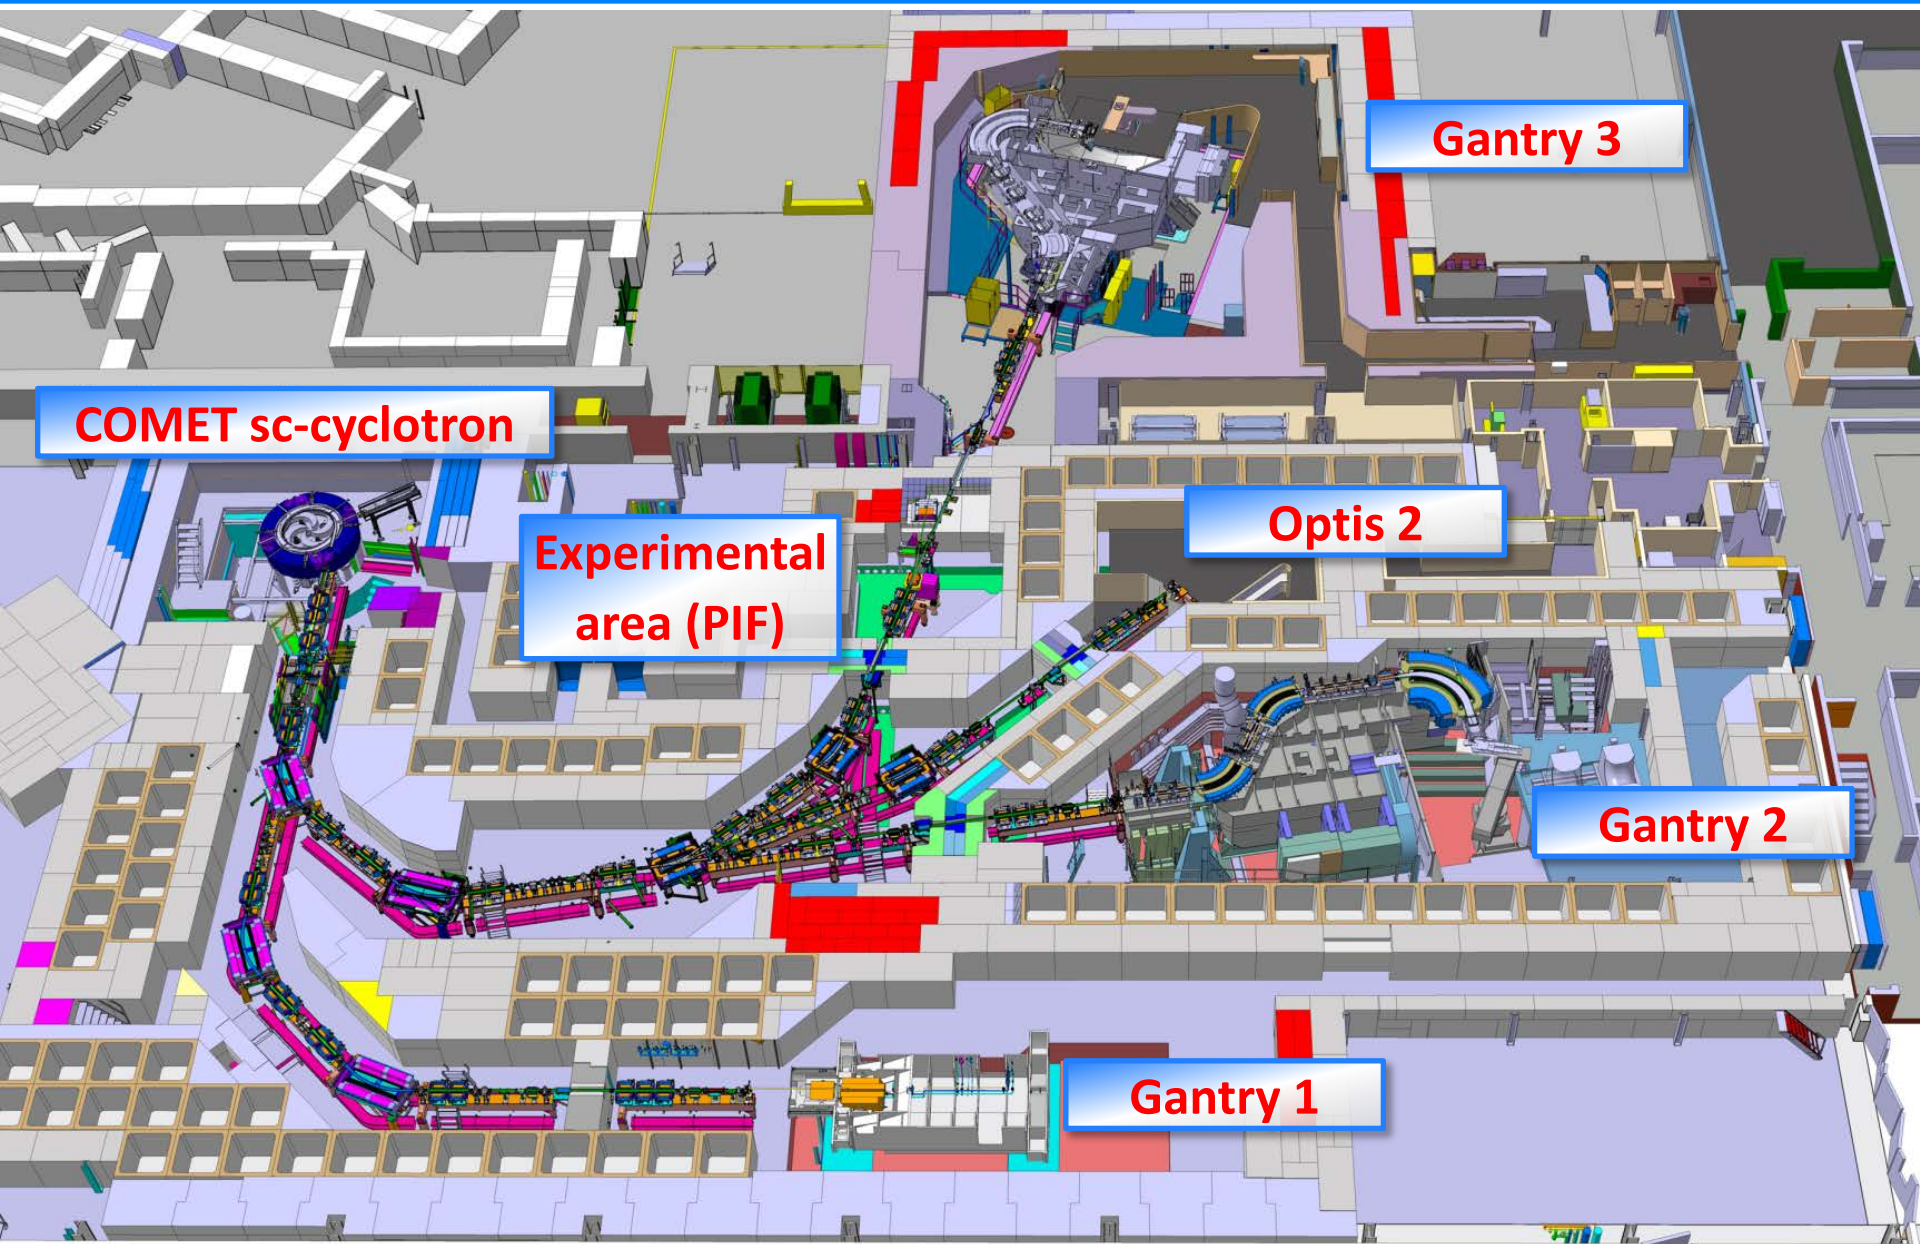 Gantry 3
COMET sc-cyclotron
Optis 2
Experimental
area (PIF)
Gantry 2
Gantry 1